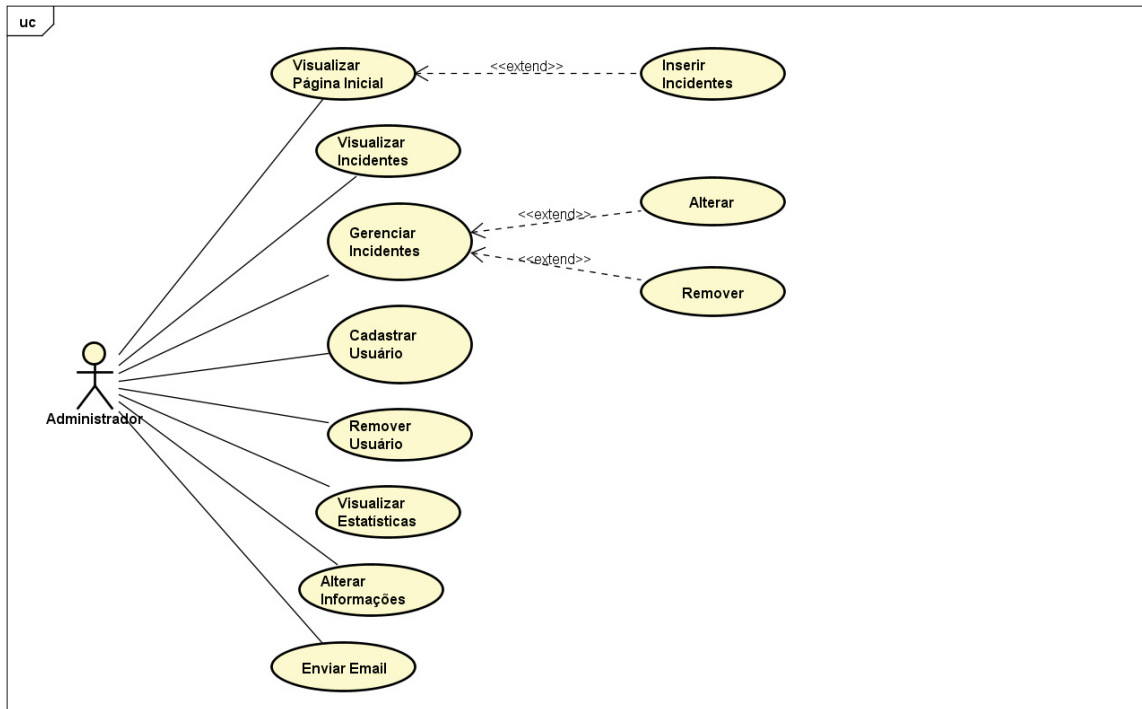 uc
Visualizar
Página Inicial
<<extend>>
Inserir
Incidentes
Visualizar
Incidentes
Gerenciar
Incidentes
<<extend>>
Alterar
<<extend>>
Remover
Cadastrar
Usuário
Administrador
Remover
Usuário
Visualizar
Estatísticas
Alterar
Informações
Enviar Email